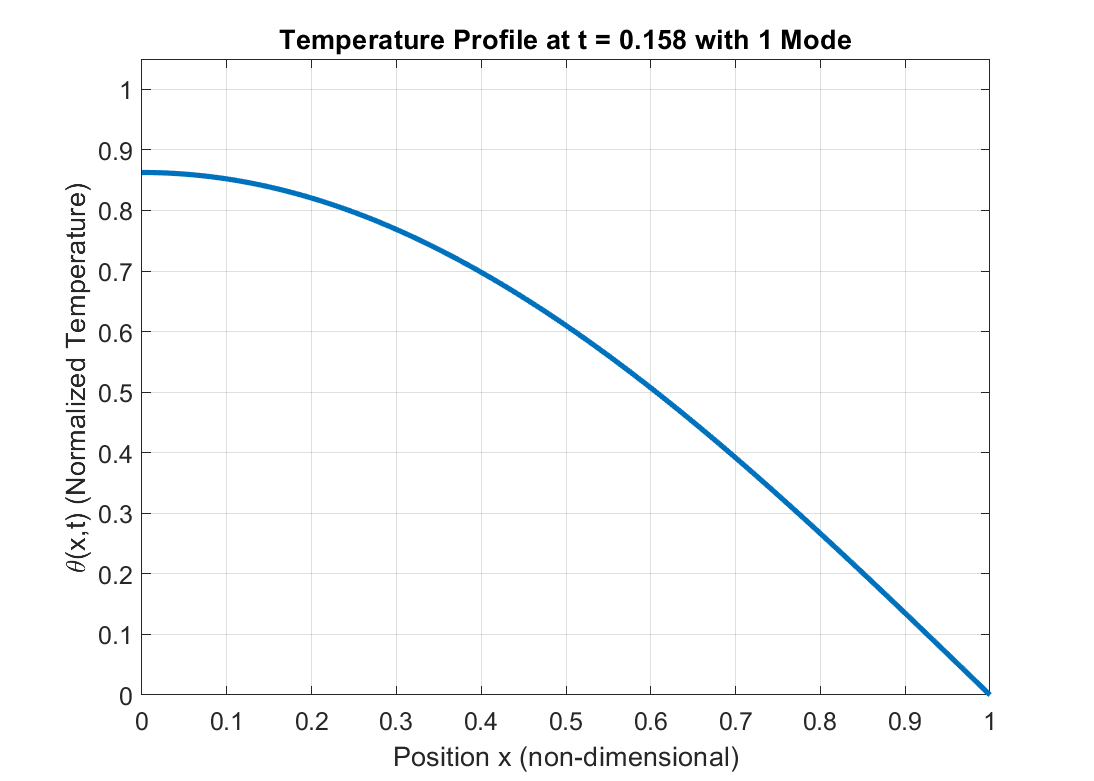 Temperature Profile at t = 0.158 with 1 Mode
θ(x,t) (Normalized Temperature)
1
0.9
0.8
0.7
0.6
0.5
0.4
0.3
0.2
0.1
0
0 0.1 0.2 0.3 0.4 0.5 0.6 0.7 0.8 0.9 1
Position x (non-dimensional)